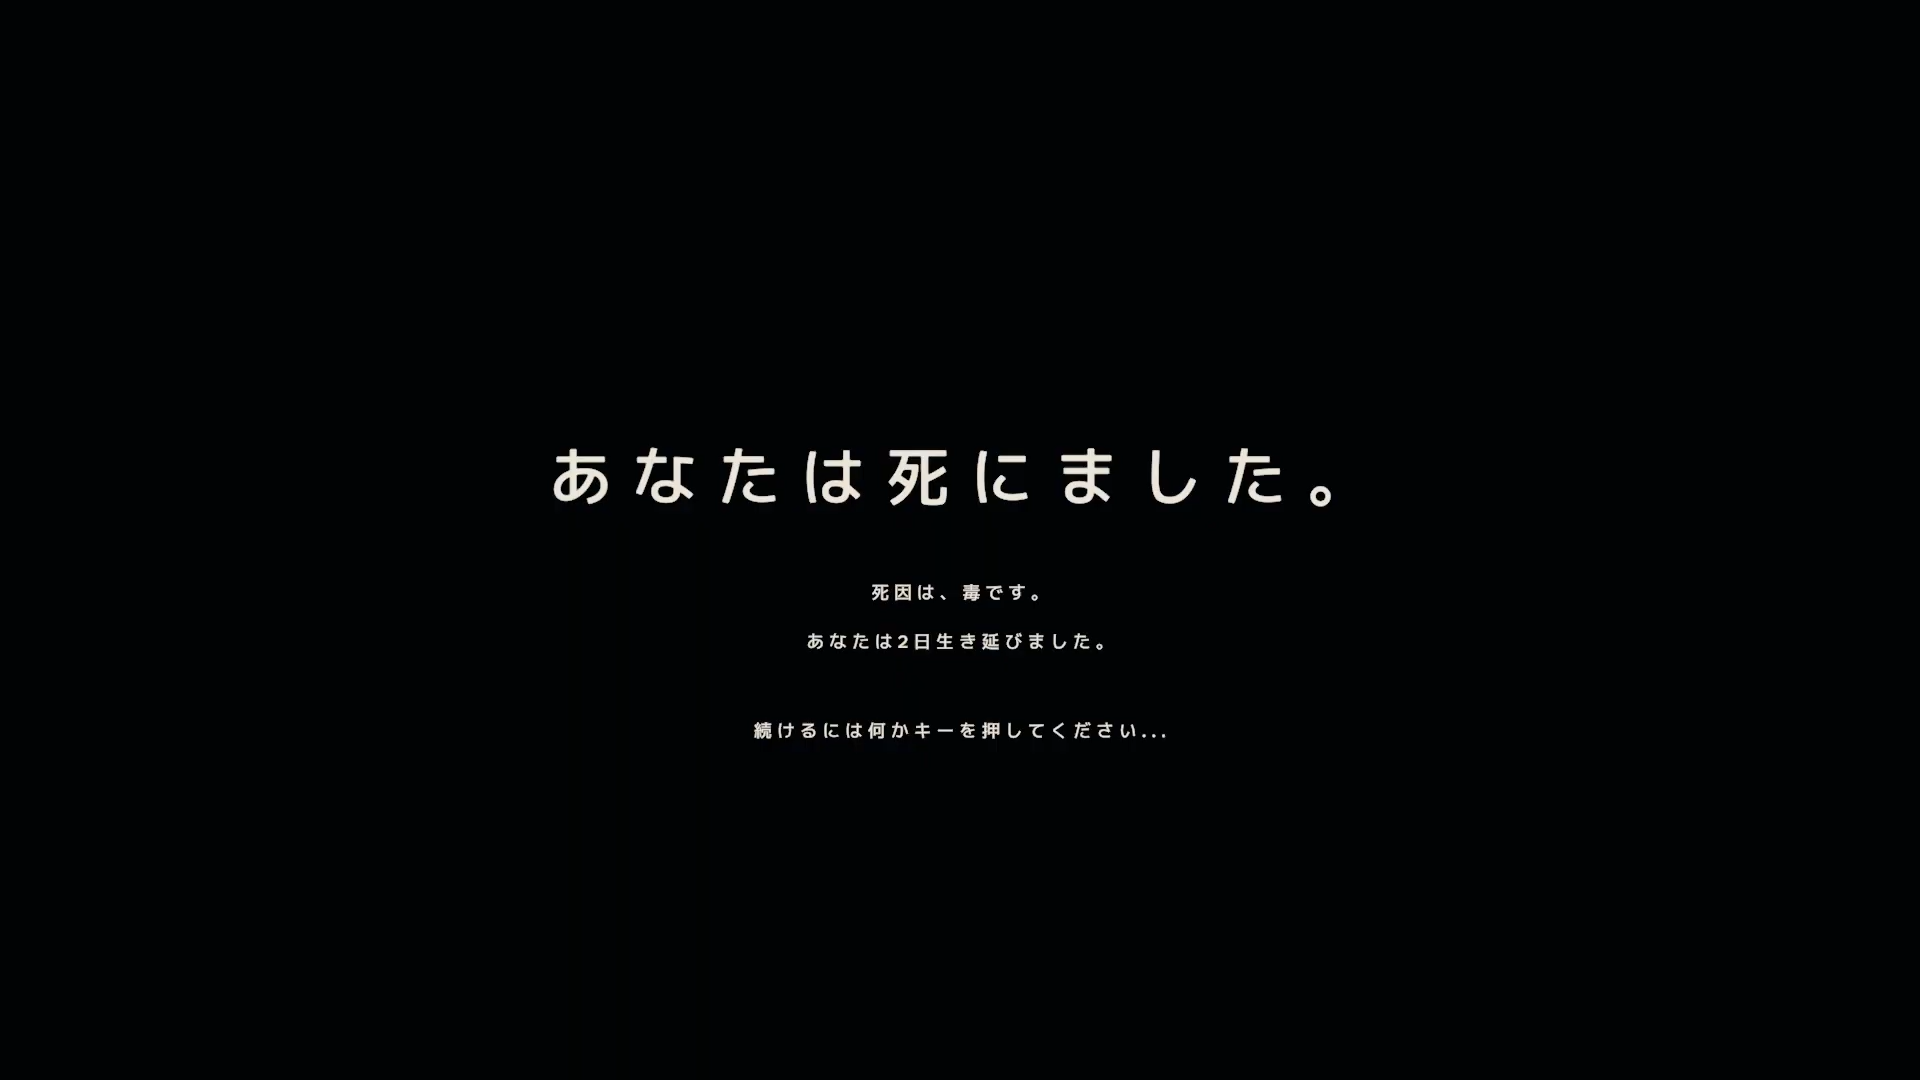 あなたは死にました。
死因は、毒です。
あなたは2日生き延びました。
続けるには何かキーを押してください...